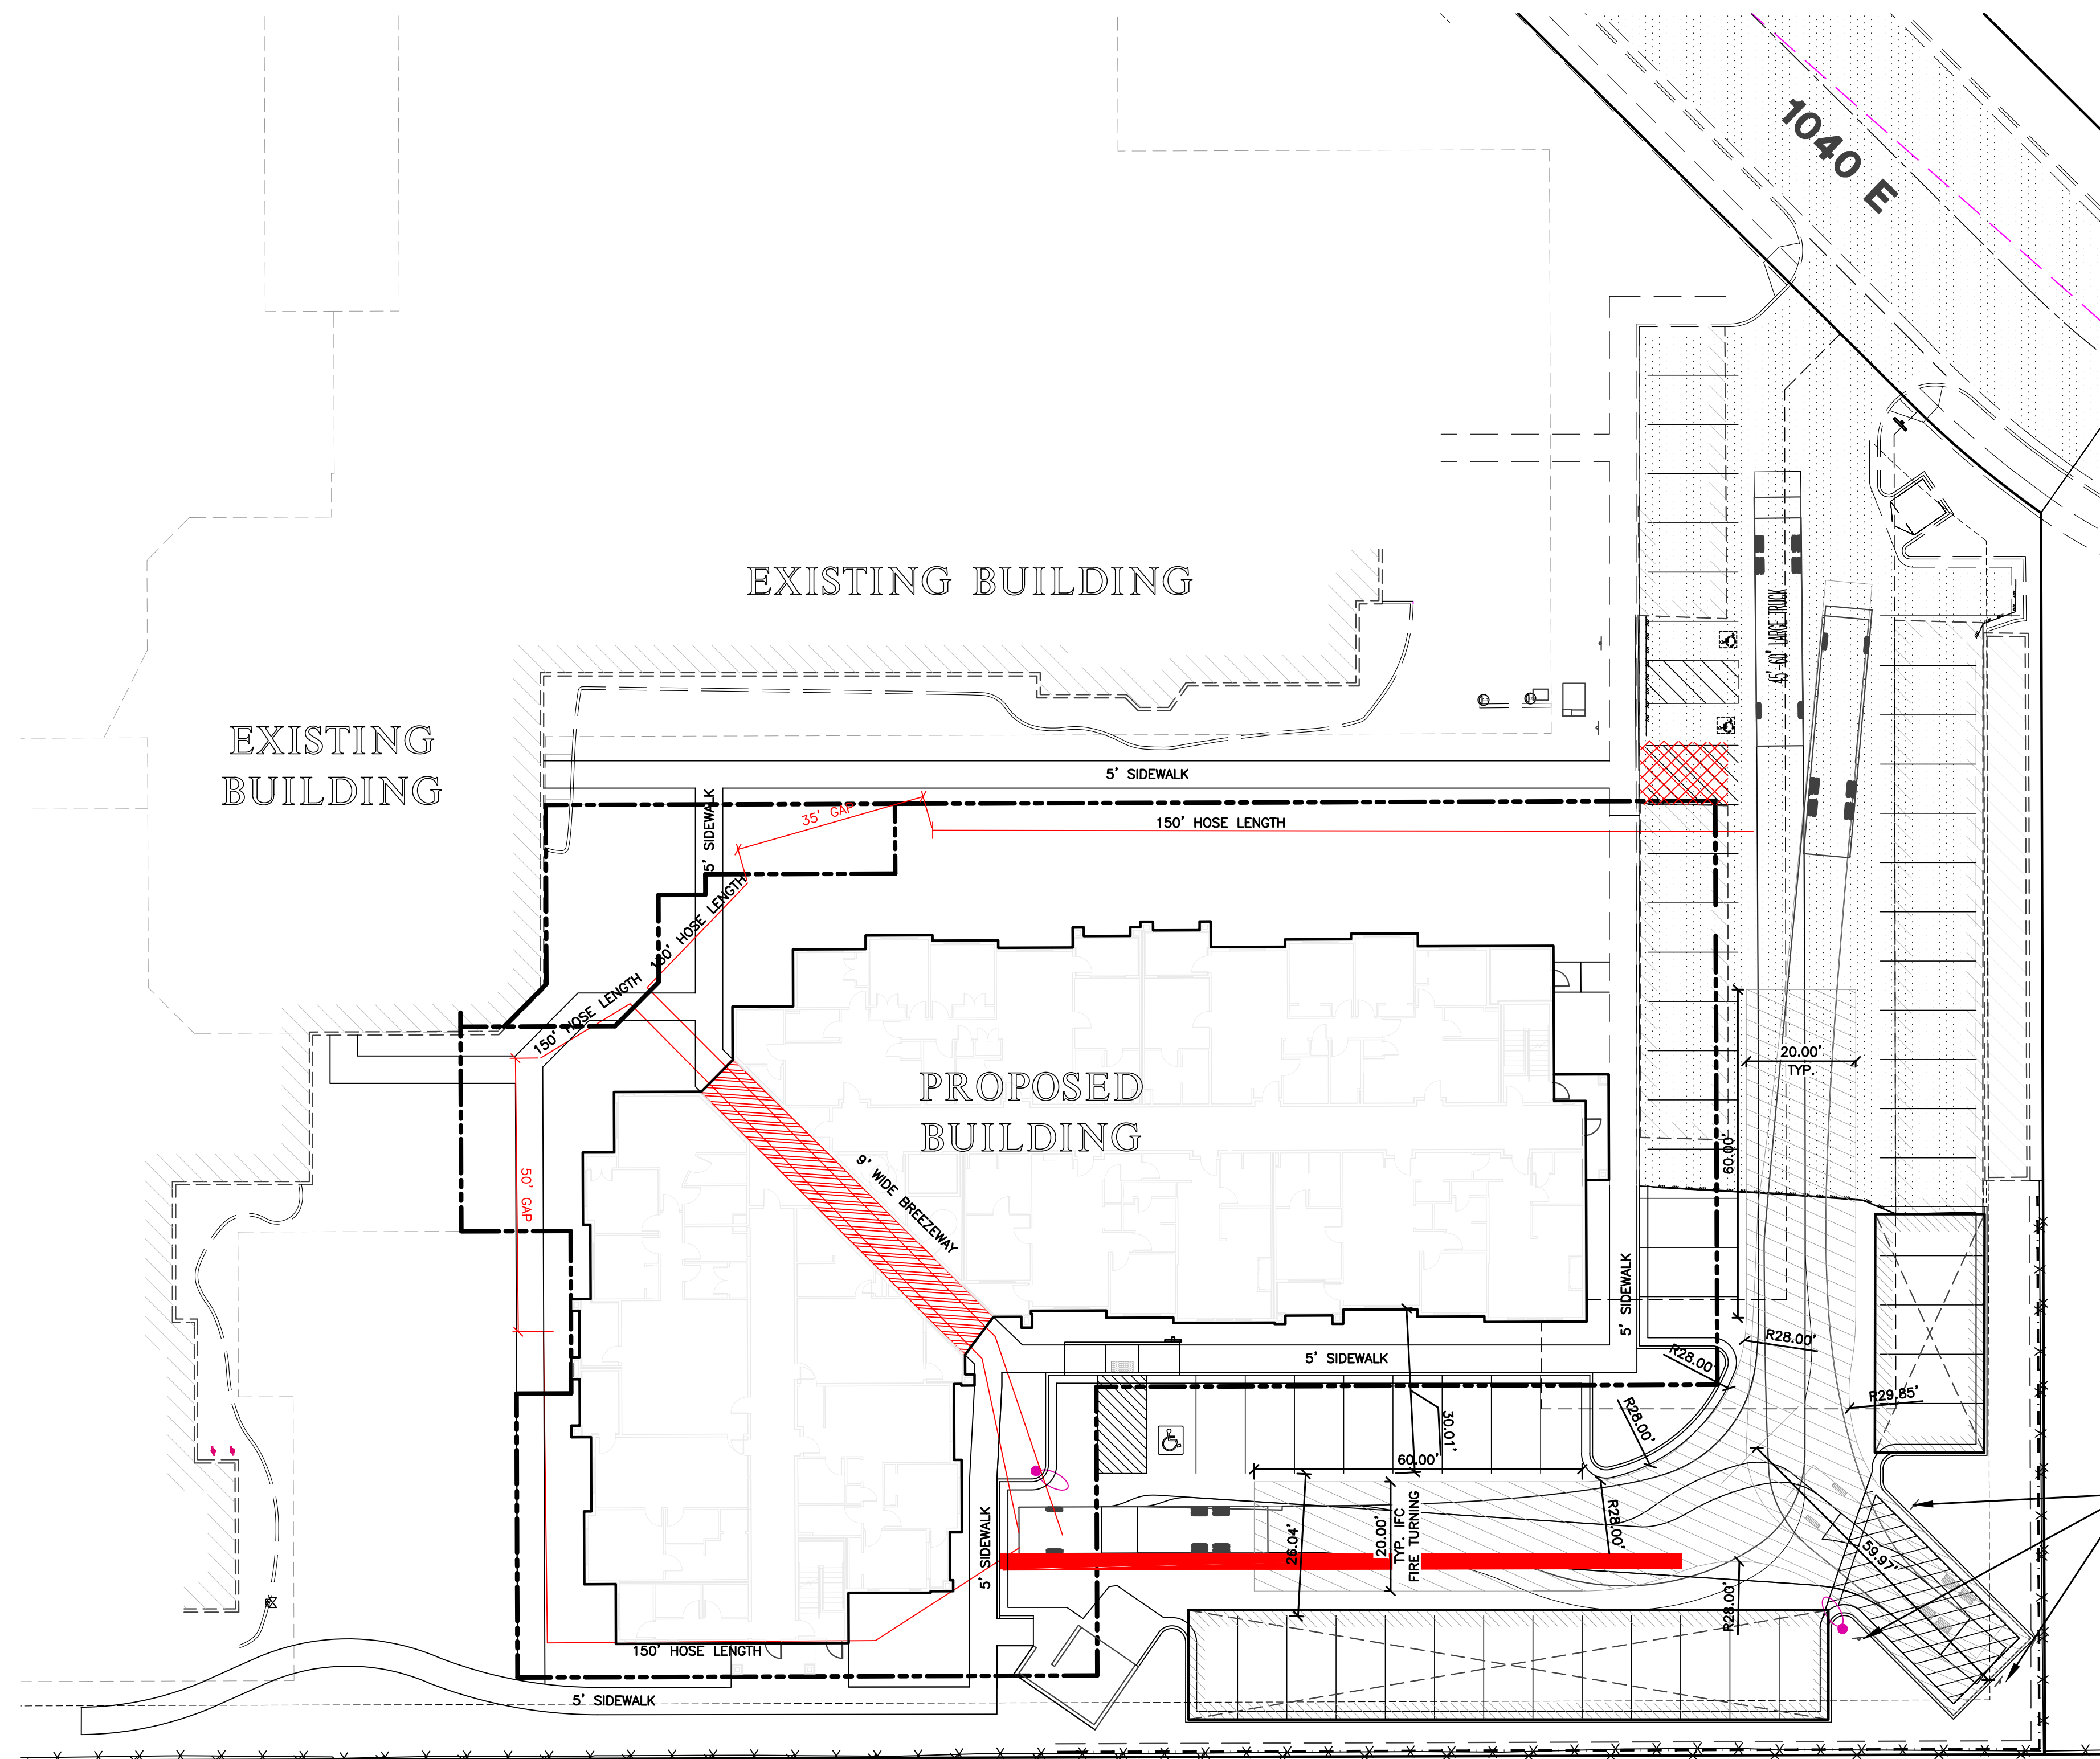 1040 E
EXISTING BUILDING
45'-60" LARGE TRUCK
EXISTING
BUILDING
5' SIDEWALK
5' SIDEWALK
35' GAP
150' HOSE LENGTH
150' HOSE LENGTH
150' HOSE LENGTH
20.00'
TYP.
PROPOSED
BUILDING
60.00'
50' GAP
9' WIDE BREEZEWAY
5' SIDEWALK
R28.00'
R28.00'
5' SIDEWALK
R29.85'
R28.00'
30.01'
60.00'
26.04'
20.00'
TYP. IFC
FIRE TURNING
R28.00'
59.97'
5' SIDEWALK
R28.00'
150' HOSE LENGTH
5' SIDEWALK